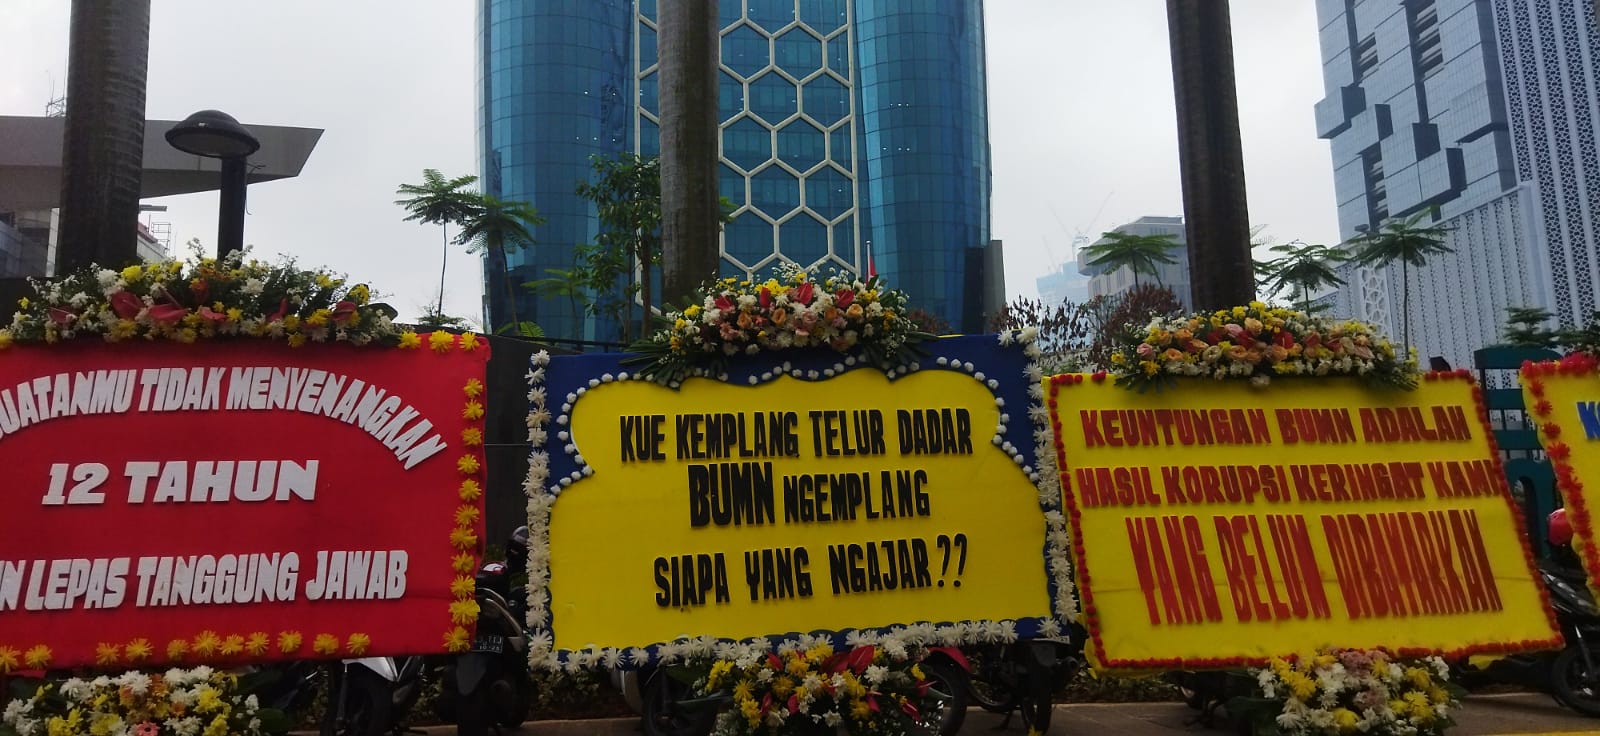 TIDAK MENYENANGKAN
12 TAHUN
LEPAS TANGGUNG JAWAB
KUE KEMPLANG TELUR DADAR
BUMN NGEMPLANG
SIAPA YANG NGAJAR??
KEUNTUNGAN BUMN ADALAH
HASIL KORUPSI KERINGAT KAMI
YANG BELUM DIBAYARKAN